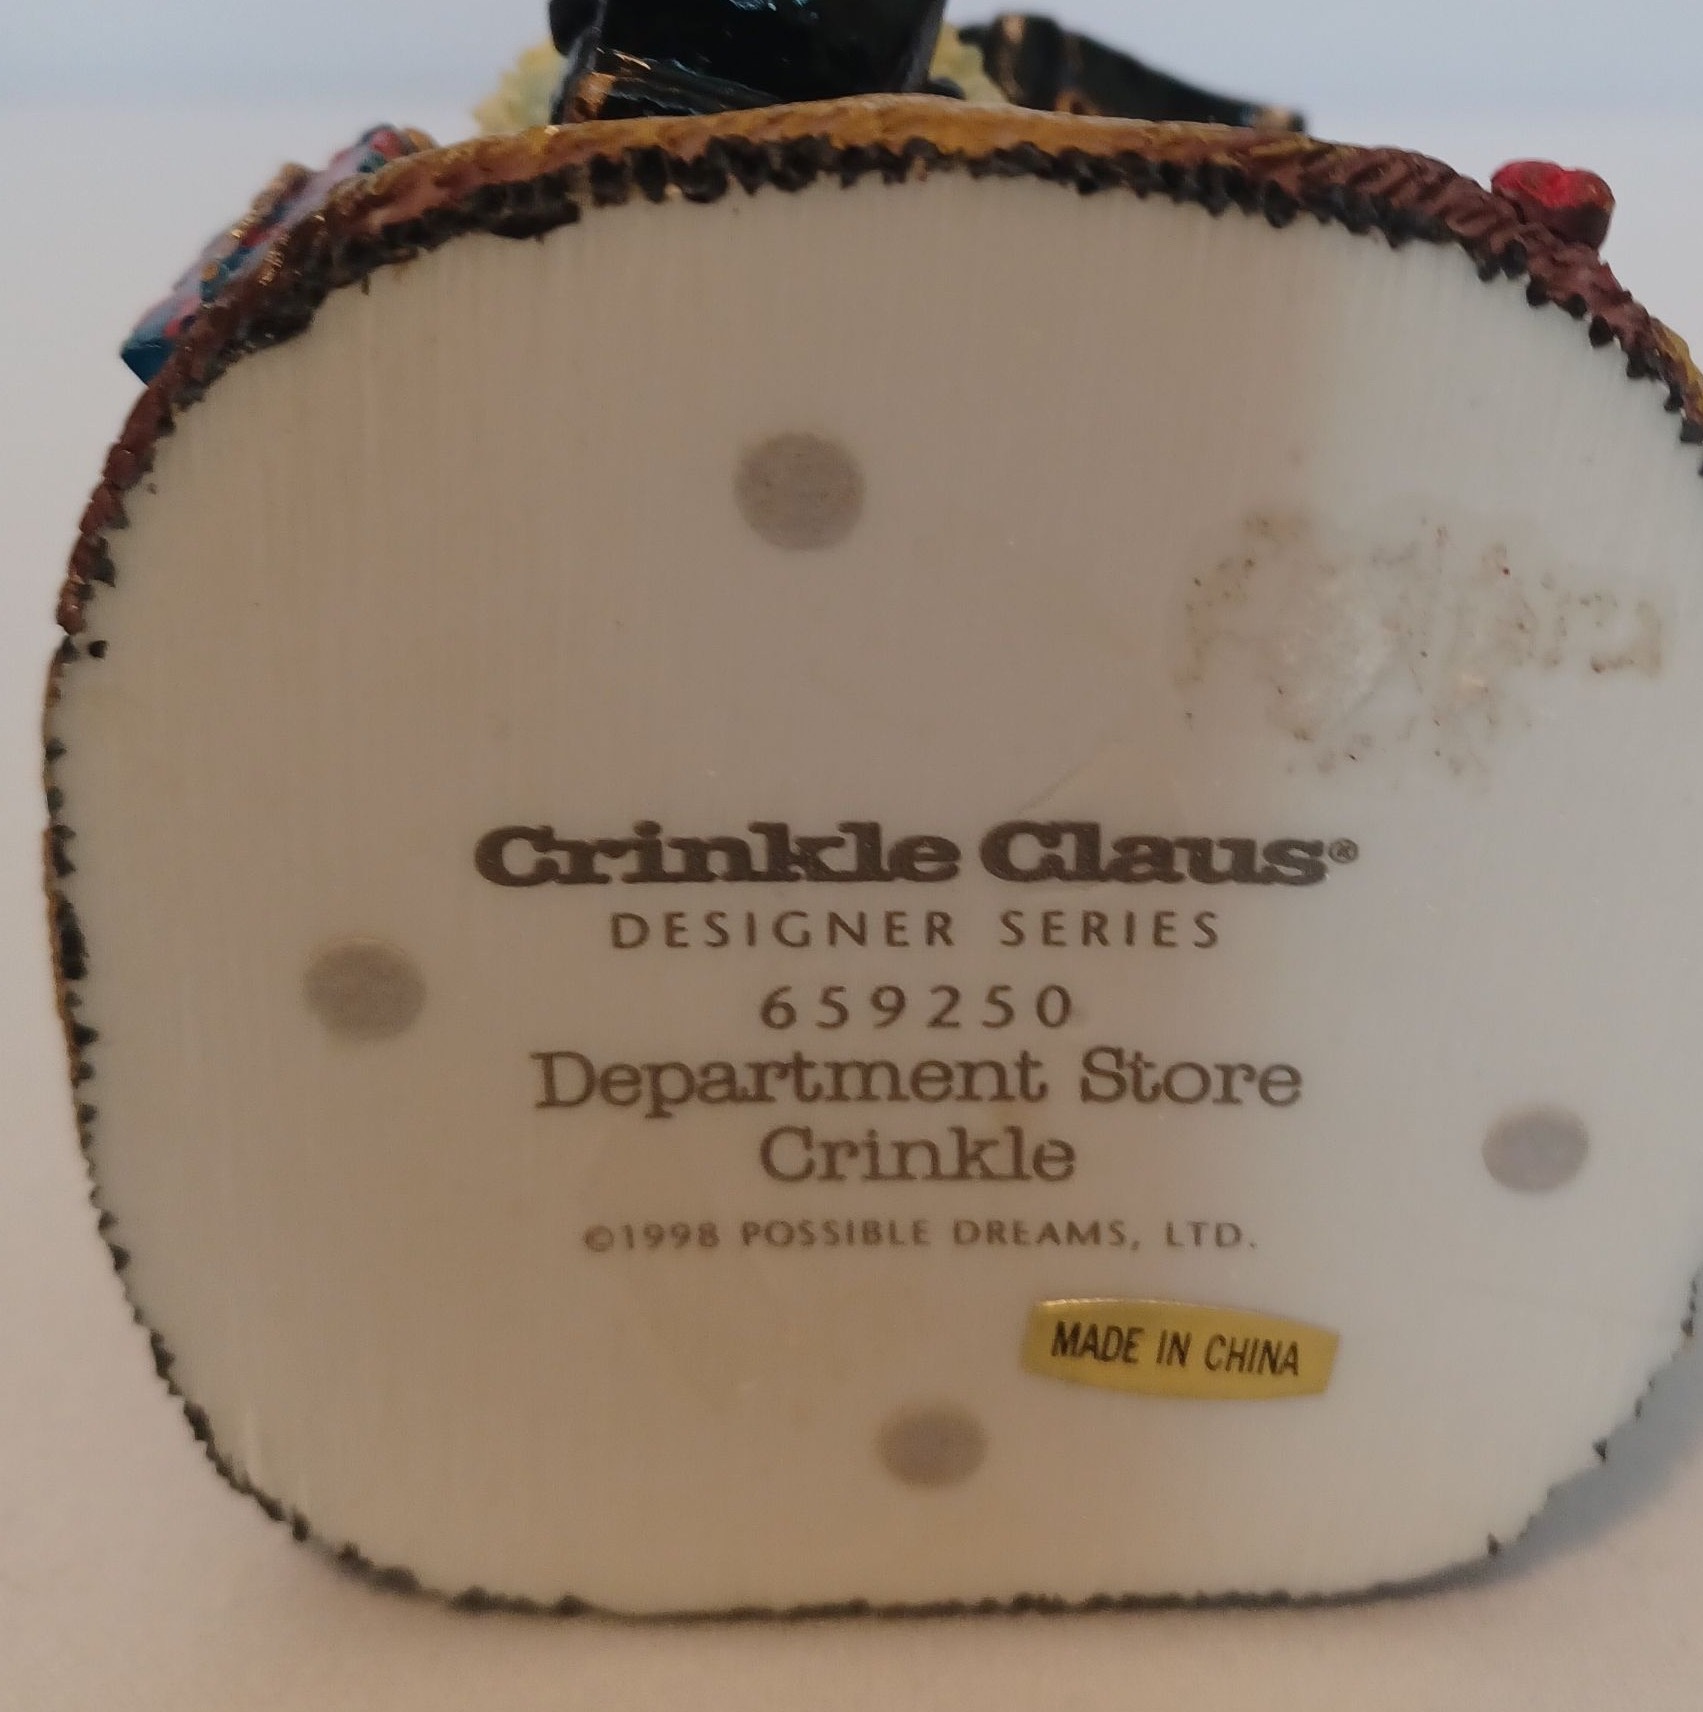 Crinkle Claus®
DESIGNER SERIES
659250
Department Store
Crinkle
©1998 POSSIBLE DREAMS, LTD.
MADE IN CHINA